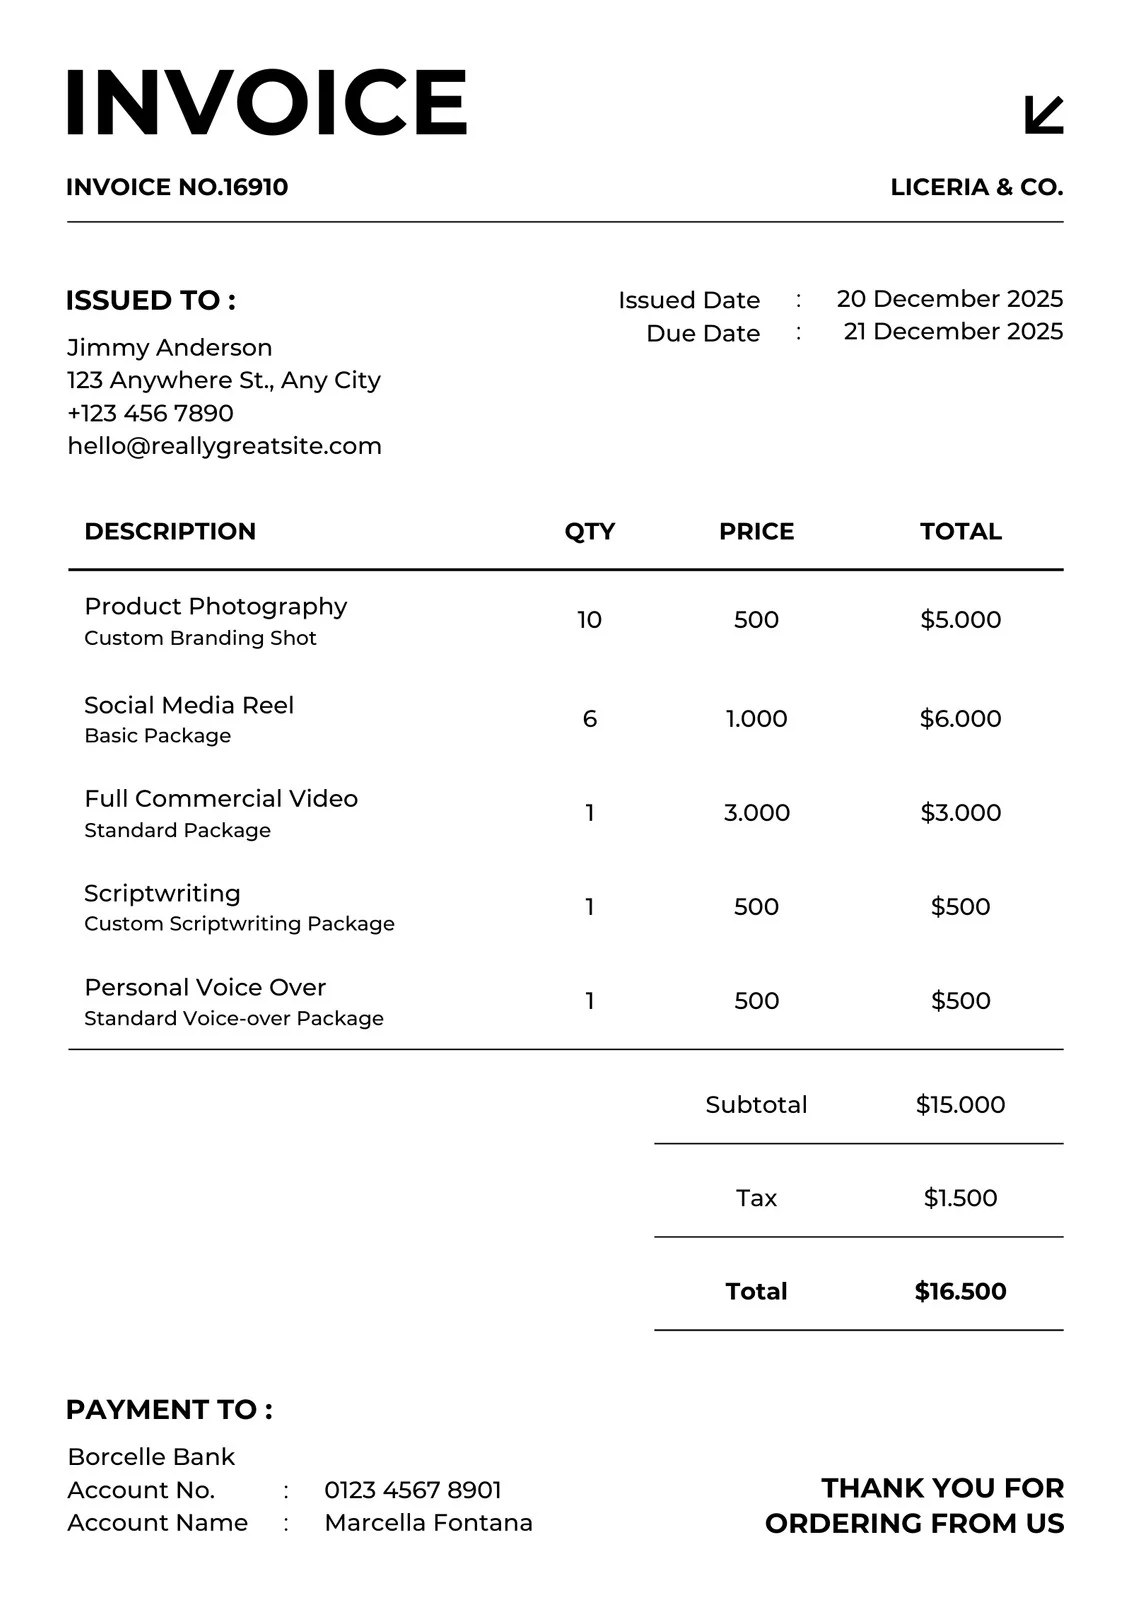 INVOICE
INVOICE NO.16910 LICERIA & CO.
ISSUED TO :
Jimmy Anderson
123 Anywhere St., Any City
+123 456 7890
hello@reallygreatsite.com
Issued Date : 20 December 2025
Due Date : 21 December 2025
DESCRIPTION QTY PRICE TOTAL
Product Photography
Custom Branding Shot
10 500 $5.000
Social Media Reel
Basic Package
6 1.000 $6.000
Full Commercial Video
Standard Package
1 3.000 $3.000
Scriptwriting
Custom Scriptwriting Package
1 500 $500
Personal Voice Over
Standard Voice-over Package
1 500 $500
Subtotal $15.000
Tax $1.500
Total $16.500
PAYMENT TO :
Borcelle Bank
Account No. : 0123 4567 8901
Account Name : Marcella Fontana
THANK YOU FOR
ORDERING FROM US